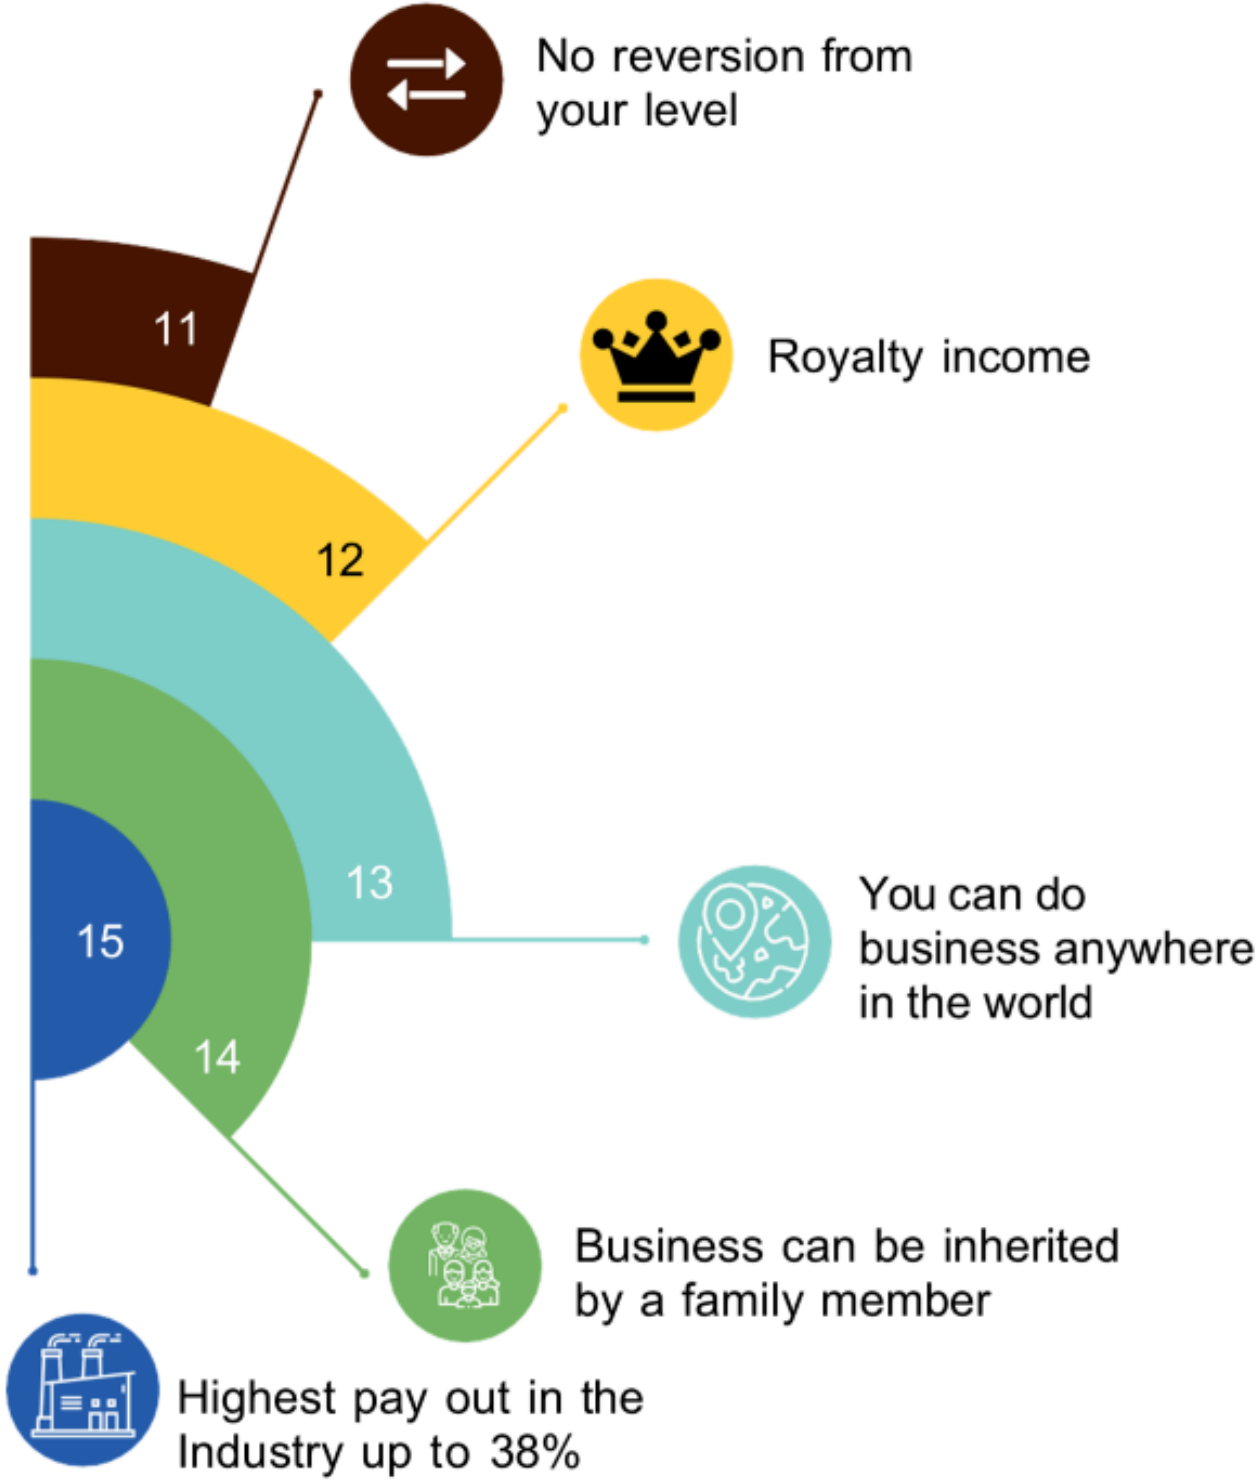 No reversion from
your level
11
Royalty income
12
13
You can do
business anywhere
in the world
15
14
Business can be inherited
by a family member
Highest pay out in the
Industry up to 38%